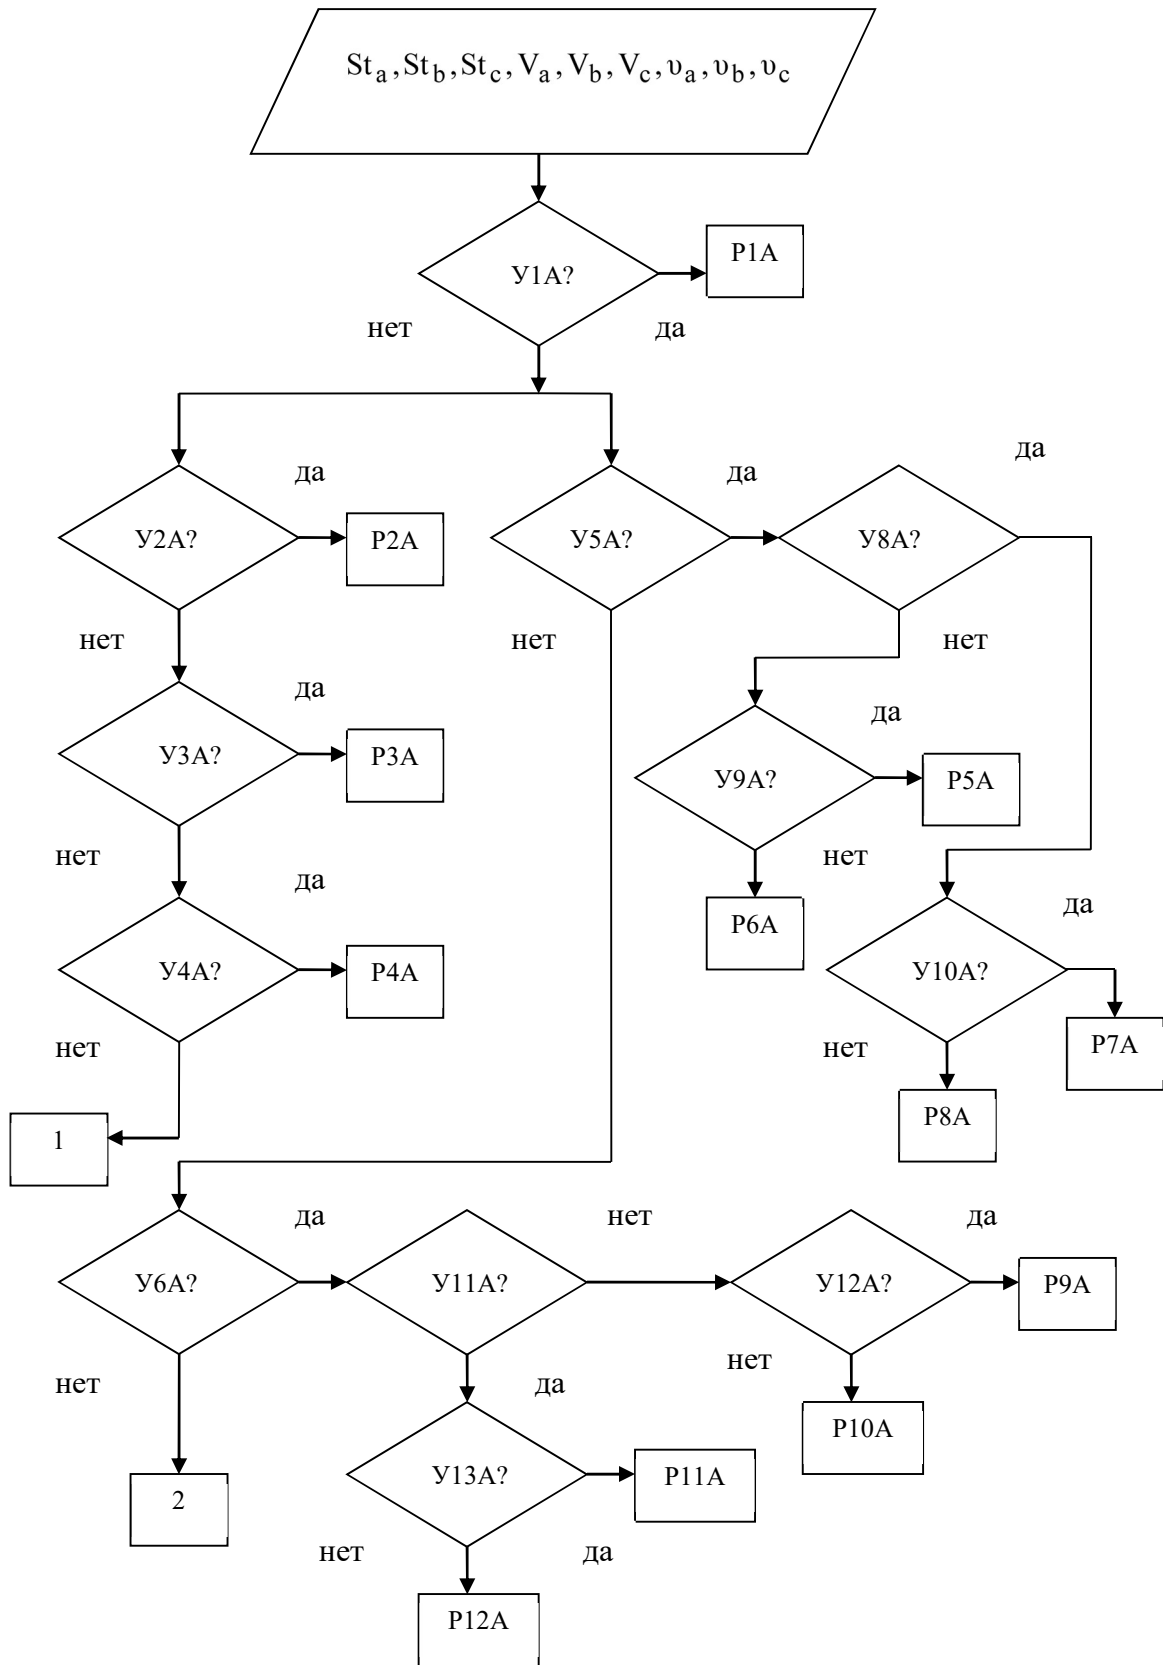 St_a, St_b, St_c, V_a, V_b, V_c, υ_a, υ_b, υ_c
У1А?
Р1А
нет
да
да
да
да
У2А?
Р2А
У5А?
У8А?
нет
нет
нет
да
да
У3А?
Р3А
У9А?
Р5А
нет
да
нет
да
Р6А
У4А?
Р4А
У10А?
нет
нет
Р7А
1
Р8А
да
нет
да
У6А?
У11А?
У12А?
Р9А
нет
да
нет
Р10А
2
У13А?
Р11А
нет
да
Р12А